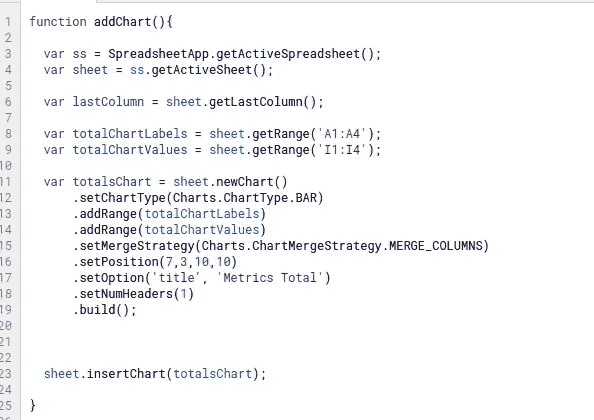 1 function addChart(){
2
3 var ss = SpreadsheetApp.getActiveSpreadsheet();
4 var sheet = ss.getActiveSheet();
5
6 var lastColumn = sheet.getLastColumn();
7
8 var totalChartLabels = sheet.getRange('A1:A4');
9 var totalChartValues = sheet.getRange('I1:I4');
10
11 var totalsChart = sheet.newChart()
12 .setChartType(Charts.ChartType.BAR)
13 .addRange(totalChartLabels)
14 .addRange(totalChartValues)
15 .setMergeStrategy(Charts.ChartMergeStrategy.MERGE_COLUMNS)
16 .setPosition(7,3,10,10)
17 .setOption('title', 'Metrics Total')
18 .setNumHeaders(1)
19 .build();
20
21
22
23 sheet.insertChart(totalsChart);
24
25 }